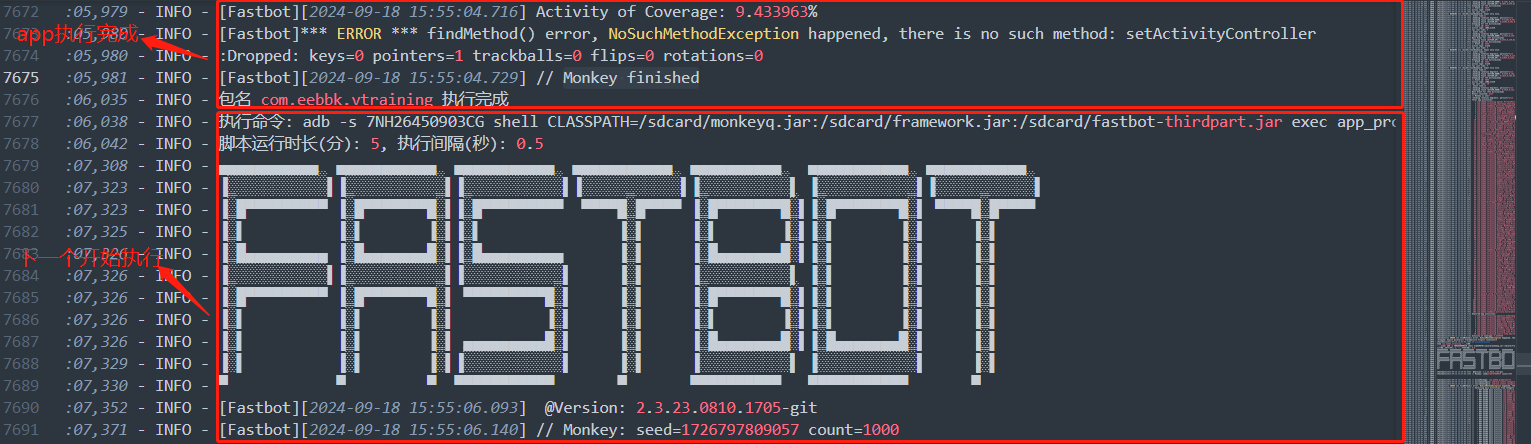 7672 :05,979 - INFO - [Fastbot][2024-09-18 15:55:04.716] Activity of Coverage: 9.433963%
app执行完成
:05,980 - INFO - [Fastbot]*** ERROR *** findMethod() error, NoSuchMethodException happened, there is no such method: setActivityController
7674 :05,980 - INFO - :Dropped: keys=0 pointers=1 trackballs=0 flips=0 rotations=0
7675 :05,981 - INFO - [Fastbot][2024-09-18 15:55:04.729] // Monkey finished
7676 :06,035 - INFO - 包名 com.eebbk.vtraining 执行完成
7677 :06,038 - INFO - 执行命令: adb -s 7NH26450903CG shell CLASSPATH=/sdcard/monkeyq.jar:/sdcard/framework.jar:/sdcard/fastbot-thirdpart.jar exec app_pro
7678 :06,042 - INFO - 脚本运行时长(分): 5, 执行间隔(秒): 0.5
7679 :07,308 - INFO -
7680 :07,323 - INFO -
7681 :07,323 - INFO -
7682 :07,325 - INFO -
7683 :07,326 - INFO -
下一个开始执行
7684 :07,326 - INFO -
7685 :07,326 - INFO -
7686 :07,326 - INFO -
7687 :07,326 - INFO -
7688 :07,329 - INFO -
7689 :07,330 - INFO -
FASTBOT
7690 :07,352 - INFO - [Fastbot][2024-09-18 15:55:06.093] @Version: 2.3.23.0810.1705-git
7691 :07,371 - INFO - [Fastbot][2024-09-18 15:55:06.140] // Monkey: seed=1726797809057 count=1000
FASTBO